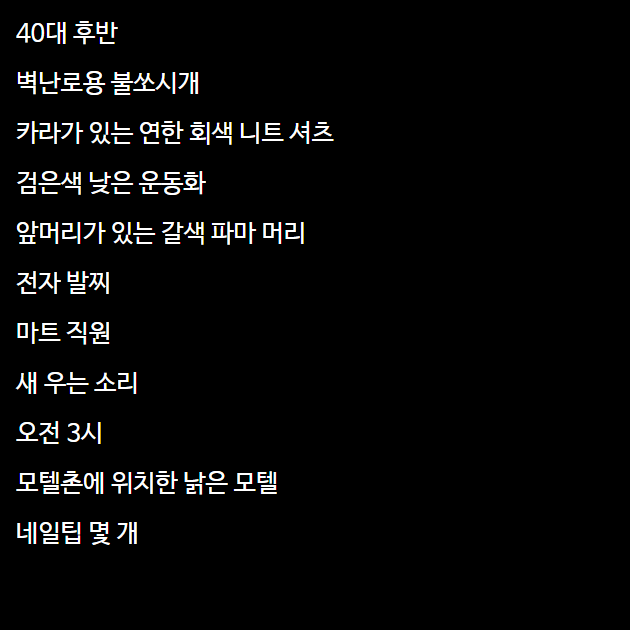 40대 후반
벽난로용 불쏘시개
카라가 있는 연한 회색 니트 셔츠
검은색 낮은 운동화
앞머리가 있는 갈색 파마 머리
전자 발찌
마트 직원
새 우는 소리
오전 3시
모텔촌에 위치한 낡은 모텔
네일팁 몇 개